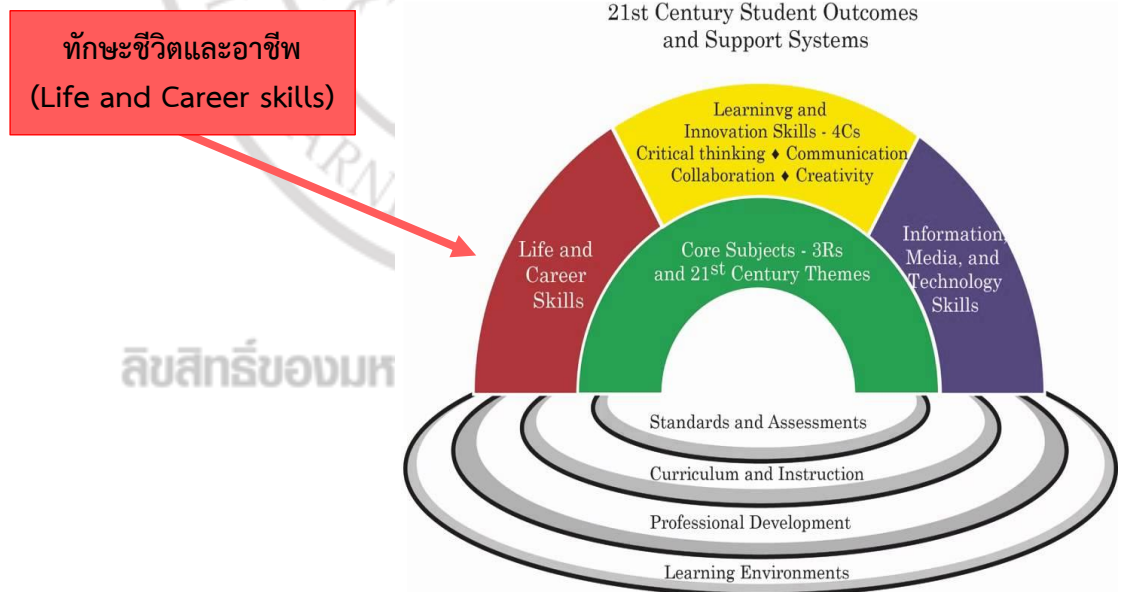 ทักษะชีวิตและอาชีพ
(Life and Career skills)
21st Century Student Outcomes
and Support Systems
Learninvg and
Innovation Skills - 4Cs
Critical thinking ♦ Communication
Collaboration ♦ Creativity
Life and
Career
Skills
Core Subjects - 3Rs
and 21st Century Themes
Information,
Media, and
Technology
Skills
ลิขสิทธิ์ของมห
Standards and Assessments
Curriculum and Instruction
Professional Development
Learning Environments